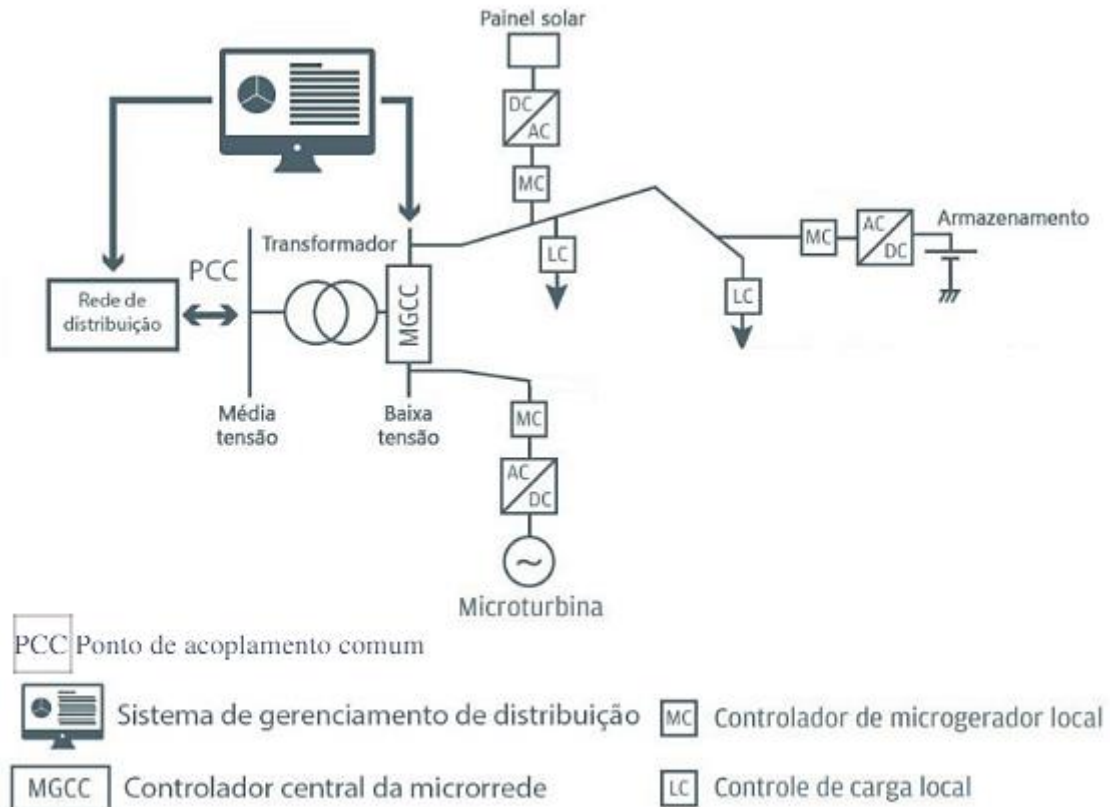 Painel solar
DC
AC
MC
Transformador
PCC
Rede de
distribuição
MGCC
LC
MC
AC
DC
Armazenamento
LC
Média
tensão
Baixa
tensão
MC
AC
DC
~
Microturbina
PCC Ponto de acoplamento comum
Sistema de gerenciamento de distribuição
MC Controlador de microgerador local
MGCC Controlador central da microrrede
LC Controle de carga local